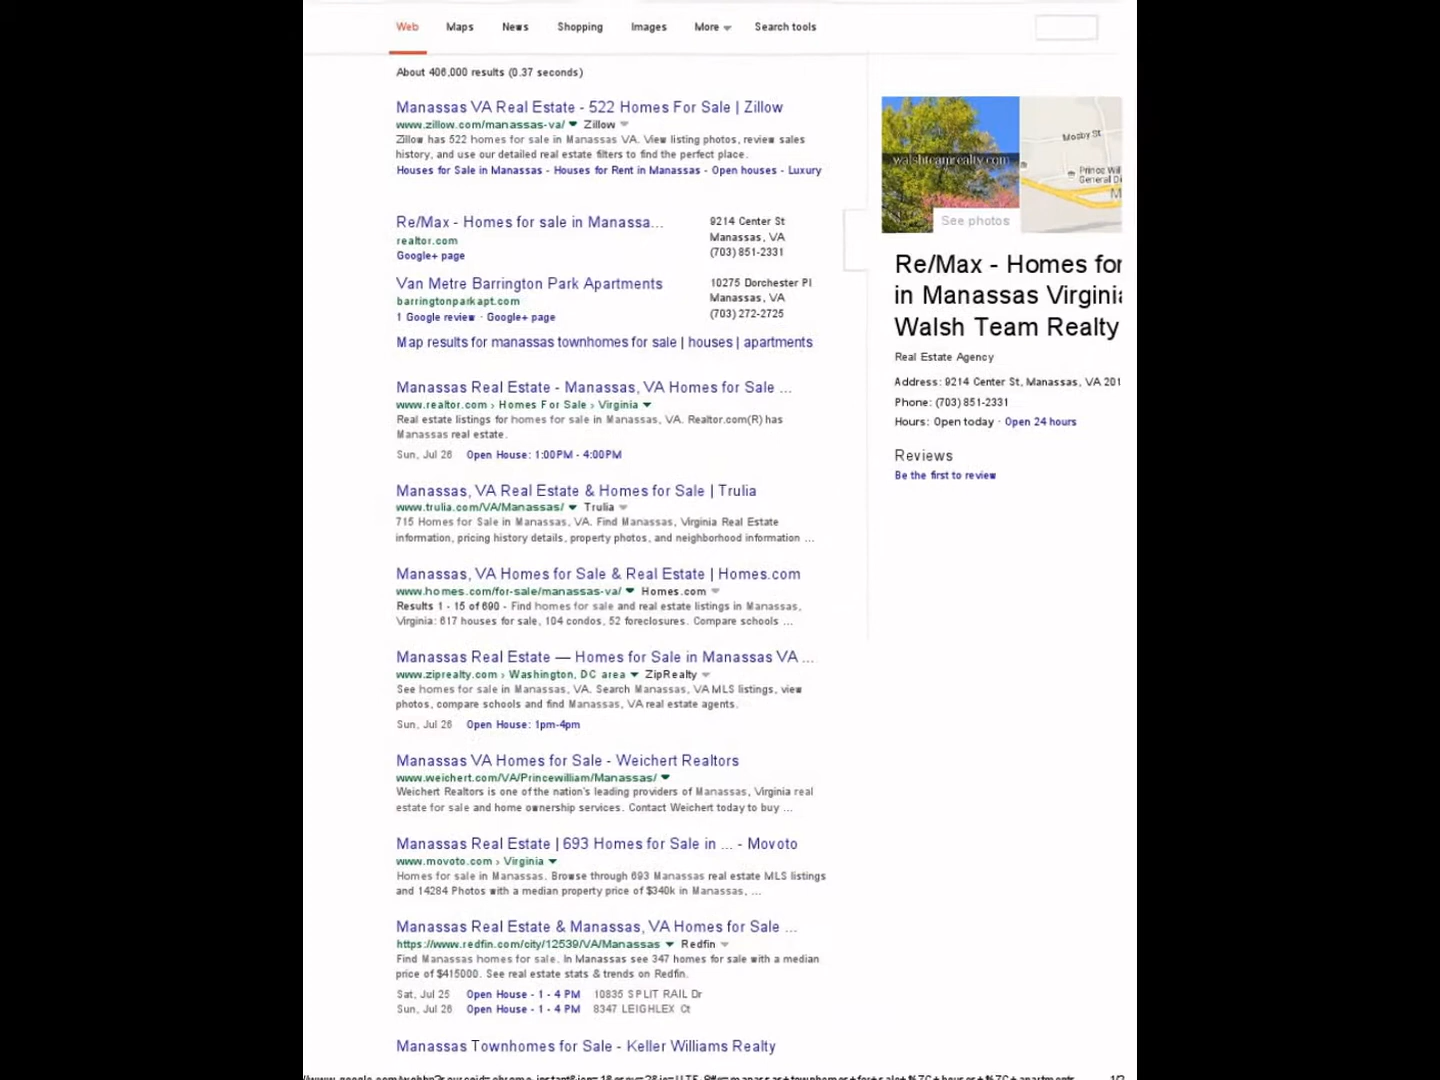 Web Maps News Shopping Images More Search tools
About 406,000 results (0.37 seconds)
Manassas VA Real Estate - 522 Homes For Sale | Zillow
www.zillow.com/manassas-va/ Zillow
Zillow has 522 homes for sale in Manassas VA. View listing photos, review sales
history, and use our detailed real estate filters to find the perfect place.
Houses for Sale in Manassas - Houses for Rent in Manassas - Open houses - Luxury
Re/Max - Homes for sale in Manassa...
realtor.com
Google+ page
9214 Center St
Manassas, VA
(703) 851-2331
Van Metre Barrington Park Apartments
barringtonparkapt.com
1 Google review · Google+ page
10275 Dorchester Pl
Manassas, VA
(703) 272-2725
Map results for manassas townhomes for sale | houses | apartments
Manassas Real Estate - Manassas, VA Homes for Sale ...
www.realtor.com › Homes For Sale › Virginia
Real estate listings for homes for sale in Manassas, VA. Realtor.com(R) has
Manassas real estate.
Sun, Jul 26 Open House: 1:00PM - 4:00PM
Manassas, VA Real Estate & Homes for Sale | Trulia
www.trulia.com/VA/Manassas/ Trulia
715 Homes for Sale in Manassas, VA. Find Manassas, Virginia Real Estate
information, pricing history details, property photos, and neighborhood information ...
Manassas, VA Homes for Sale & Real Estate | Homes.com
www.homes.com/for-sale/manassas-va/ Homes.com
Results 1 - 15 of 690 - Find homes for sale and real estate listings in Manassas,
Virginia: 617 houses for sale, 104 condos, 52 foreclosures. Compare schools ...
Manassas Real Estate — Homes for Sale in Manassas VA ...
www.ziprealty.com › Washington, DC area ZipRealty
See homes for sale in Manassas, VA. Search Manassas, VA MLS listings, view
photos, compare schools and find Manassas, VA real estate agents.
Sun, Jul 26 Open House: 1pm-4pm
Manassas VA Homes for Sale - Weichert Realtors
www.weichert.com/VA/Princewilliam/Manassas/
Weichert Realtors is one of the nation's leading providers of Manassas, Virginia real
estate for sale and home ownership services. Contact Weichert today to buy ...
Manassas Real Estate | 693 Homes for Sale in ... - Movoto
www.movoto.com › Virginia
Homes for sale in Manassas. Browse through 693 Manassas real estate MLS listings
and 14284 Photos with a median property price of $340k in Manassas, ...
Manassas Real Estate & Manassas, VA Homes for Sale ...
https://www.redfin.com/city/12539/VA/Manassas Redfin
Find Manassas homes for sale. In Manassas see 347 homes for sale with a median
price of $415000. See real estate stats & trends on Redfin.
Sat, Jul 25 Open House - 1 - 4 PM 10835 SPLIT RAIL Dr
Sun, Jul 26 Open House - 1 - 4 PM 8347 LEIGHLEX Ct
Manassas Townhomes for Sale - Keller Williams Realty
walshteamrealty.com
See photos
Mosby St
Prince Wil
General Di
M
Re/Max - Homes for
in Manassas Virginia
Walsh Team Realty
Real Estate Agency
Address: 9214 Center St, Manassas, VA 201
Phone: (703) 851-2331
Hours: Open today · Open 24 hours
Reviews
Be the first to review